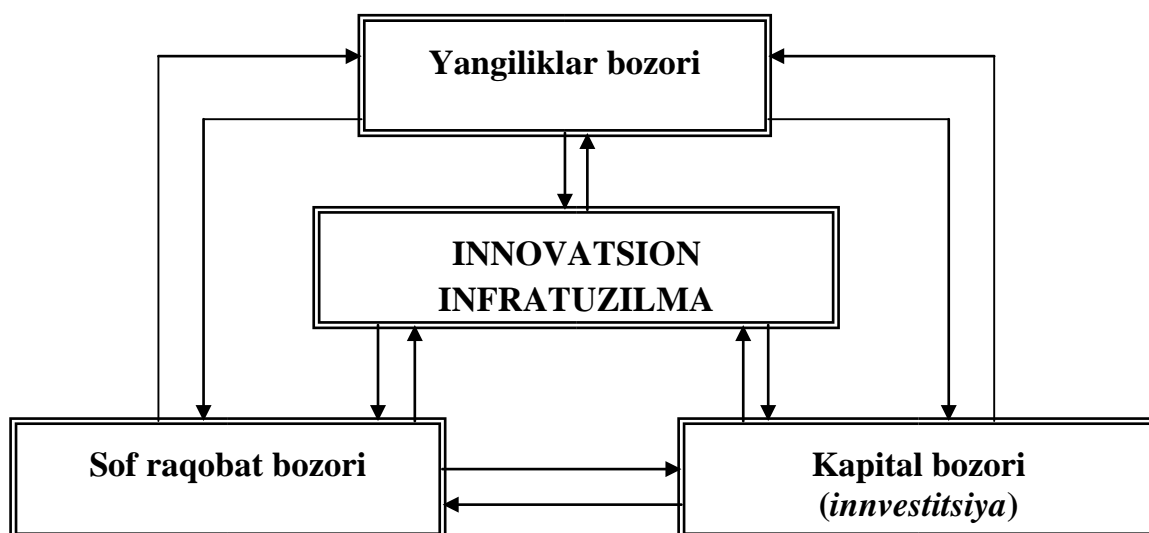 Yangiliklar bozori
INNOVATSION
INFRATUZILMA
Sof raqobat bozori
Kapital bozori
(innvestitsiya)